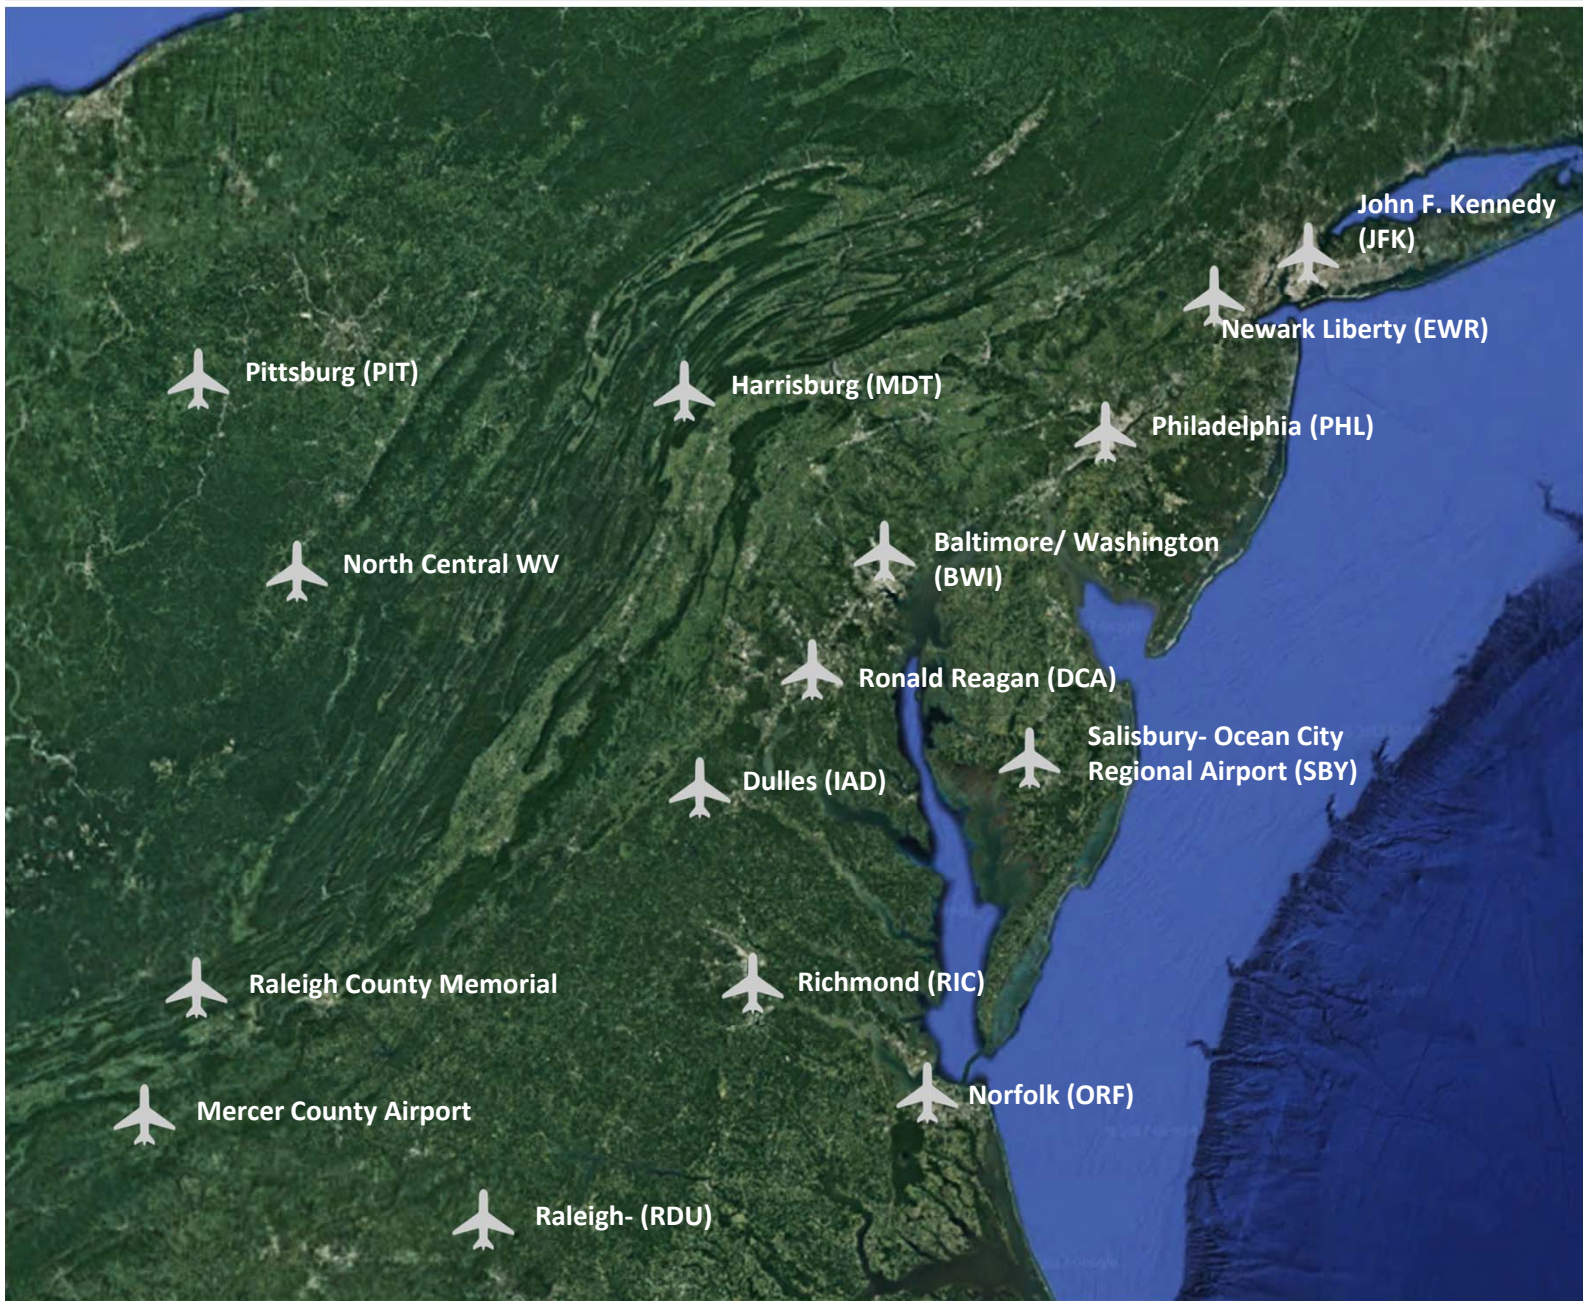 John F. Kennedy
(JFK)
Newark Liberty (EWR)
Pittsburg (PIT)
Harrisburg (MDT)
Philadelphia (PHL)
North Central WV
Baltimore/ Washington
(BWI)
Ronald Reagan (DCA)
Salisbury- Ocean City
Regional Airport (SBY)
Dulles (IAD)
Raleigh County Memorial
Richmond (RIC)
Norfolk (ORF)
Mercer County Airport
Raleigh- (RDU)